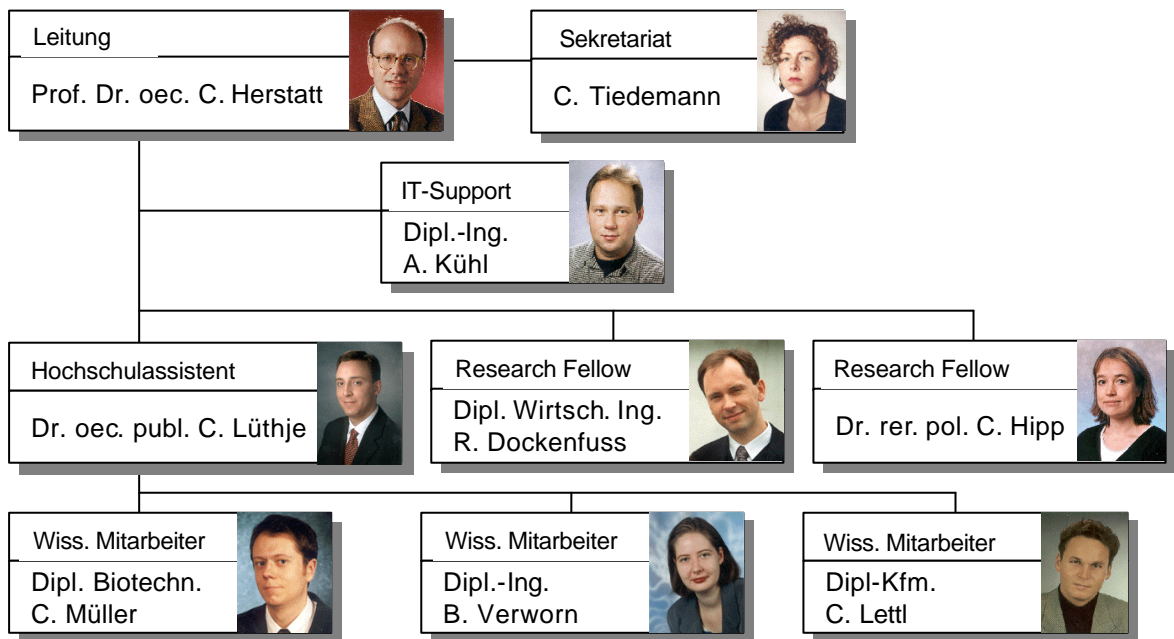 Leitung
Prof. Dr. oec. C. Herstatt
Sekretariat
C. Tiedemann
IT-Support
Dipl.-Ing.
A. Kühl
Hochschulassistent
Dr. oec. publ. C. Lüthje
Research Fellow
Dipl. Wirtsch. Ing.
R. Dockenfuss
Research Fellow
Dr. rer. pol. C. Hipp
Wiss. Mitarbeiter
Dipl. Biotechn.
C. Müller
Wiss. Mitarbeiter
Dipl.-Ing.
B. Verworn
Wiss. Mitarbeiter
Dipl-Kfm.
C. Lettl